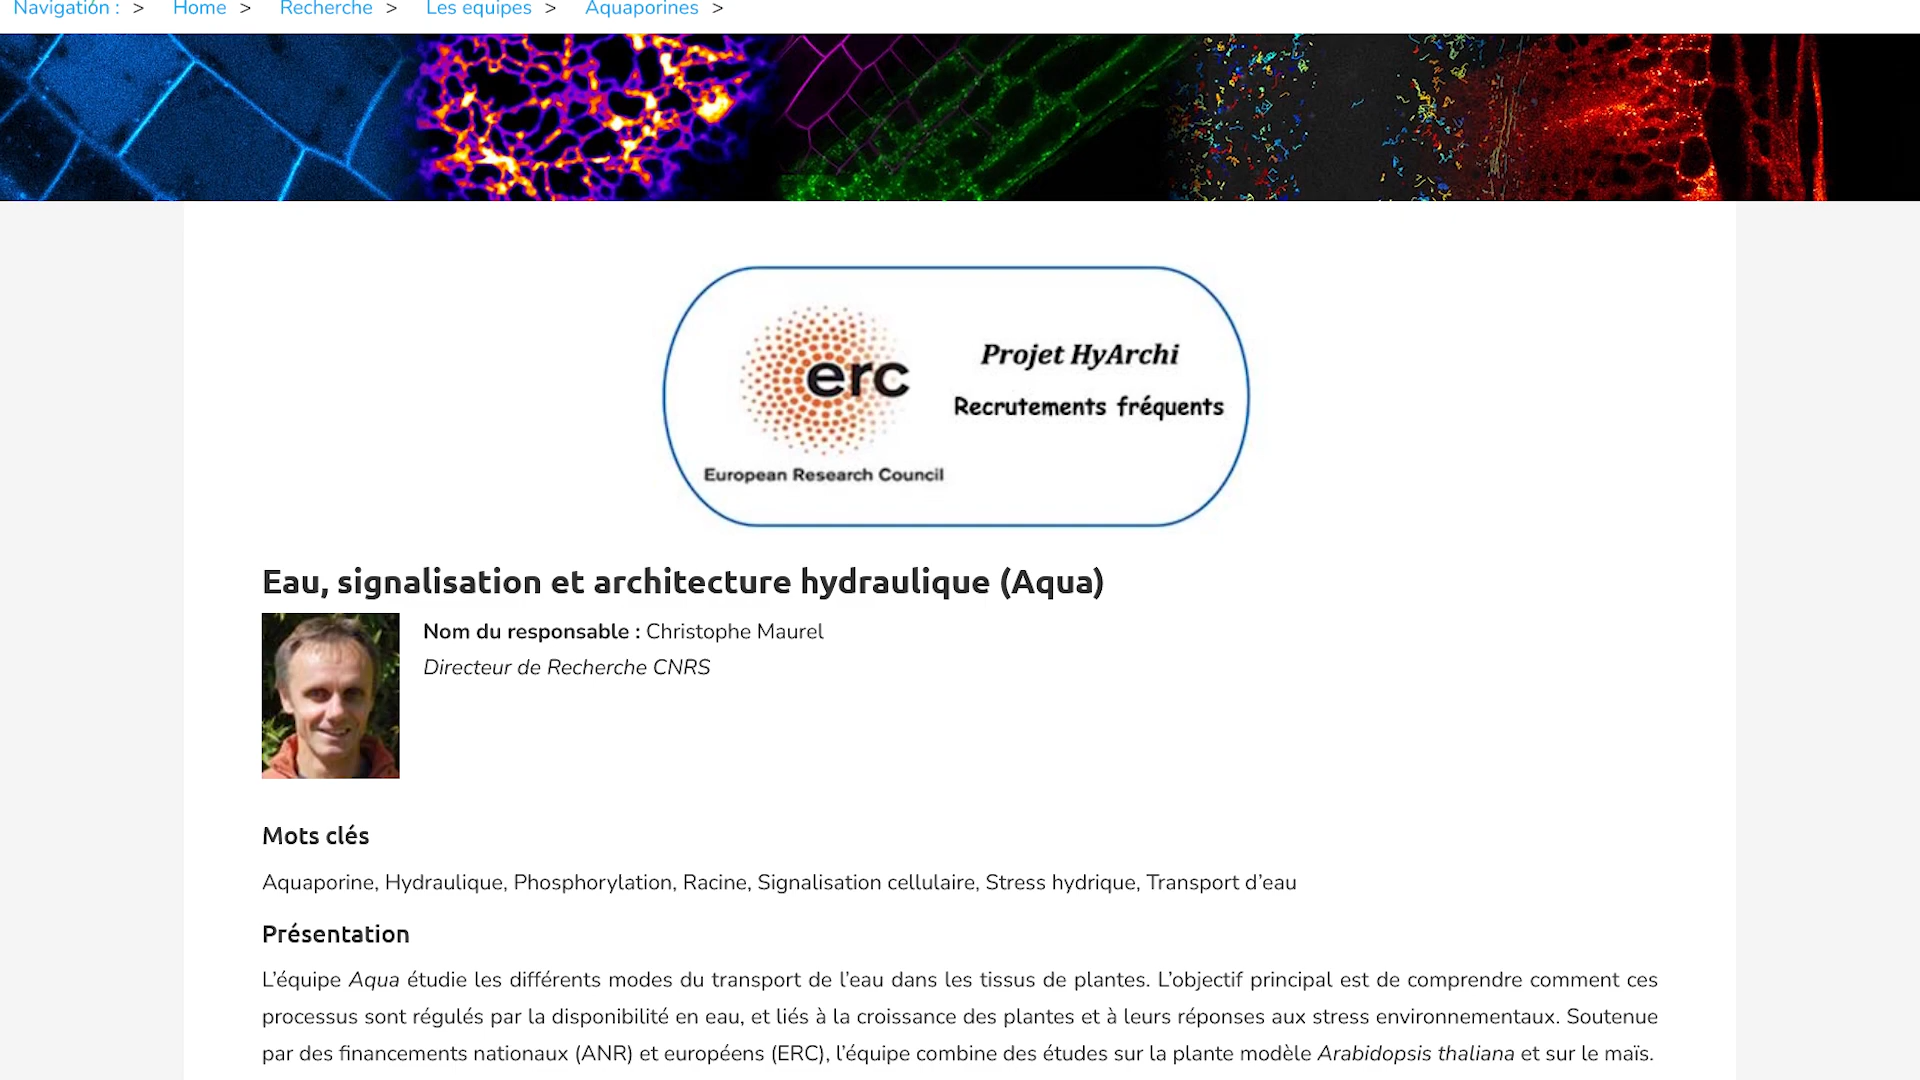 Navigatión : > Home > Recherche > Les equipes > Aquaporines >
erc
European Research Council
Projet HyArchi
Recrutements fréquents
Eau, signalisation et architecture hydraulique (Aqua)
Nom du responsable : Christophe Maurel
Directeur de Recherche CNRS
Mots clés
Aquaporine, Hydraulique, Phosphorylation, Racine, Signalisation cellulaire, Stress hydrique, Transport d’eau
Présentation
L’équipe Aqua étudie les différents modes du transport de l’eau dans les tissus de plantes. L’objectif principal est de comprendre comment ces
processus sont régulés par la disponibilité en eau, et liés à la croissance des plantes et à leurs réponses aux stress environnementaux. Soutenue
par des financements nationaux (ANR) et européens (ERC), l’équipe combine des études sur la plante modèle Arabidopsis thaliana et sur le maïs.